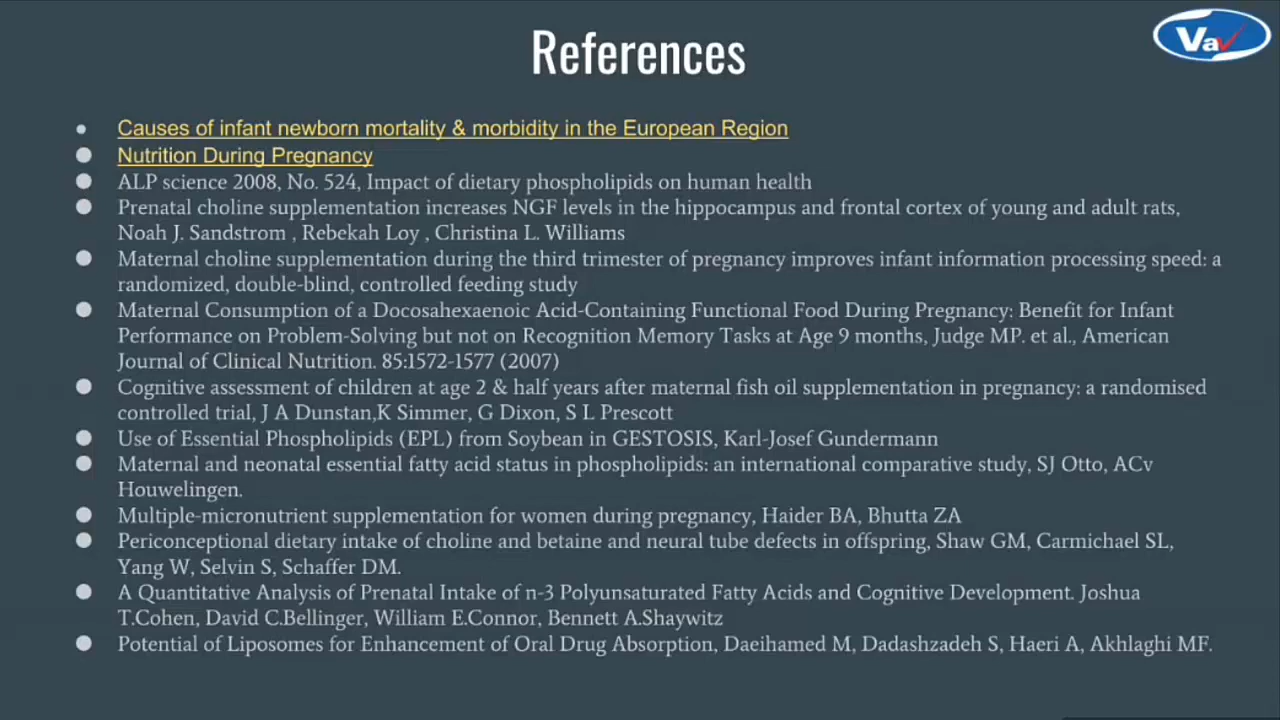 References
Vav
Causes of infant newborn mortality & morbidity in the European Region
Nutrition During Pregnancy
ALP science 2008, No. 524, Impact of dietary phospholipids on human health
Prenatal choline supplementation increases NGF levels in the hippocampus and frontal cortex of young and adult rats,
Noah J. Sandstrom , Rebekah Loy , Christina L. Williams
Maternal choline supplementation during the third trimester of pregnancy improves infant information processing speed: a
randomized, double-blind, controlled feeding study
Maternal Consumption of a Docosahexaenoic Acid-Containing Functional Food During Pregnancy: Benefit for Infant
Performance on Problem-Solving but not on Recognition Memory Tasks at Age 9 months, Judge MP. et al., American
Journal of Clinical Nutrition. 85:1572-1577 (2007)
Cognitive assessment of children at age 2 & half years after maternal fish oil supplementation in pregnancy: a randomised
controlled trial, J A Dunstan,K Simmer, G Dixon, S L Prescott
Use of Essential Phospholipids (EPL) from Soybean in GESTOSIS, Karl-Josef Gundermann
Maternal and neonatal essential fatty acid status in phospholipids: an international comparative study, SJ Otto, ACv
Houwelingen.
Multiple-micronutrient supplementation for women during pregnancy, Haider BA, Bhutta ZA
Periconceptional dietary intake of choline and betaine and neural tube defects in offspring, Shaw GM, Carmichael SL,
Yang W, Selvin S, Schaffer DM.
A Quantitative Analysis of Prenatal Intake of n-3 Polyunsaturated Fatty Acids and Cognitive Development. Joshua
T.Cohen, David C.Bellinger, William E.Connor, Bennett A.Shaywitz
Potential of Liposomes for Enhancement of Oral Drug Absorption, Daeihamed M, Dadashzadeh S, Haeri A, Akhlaghi MF.